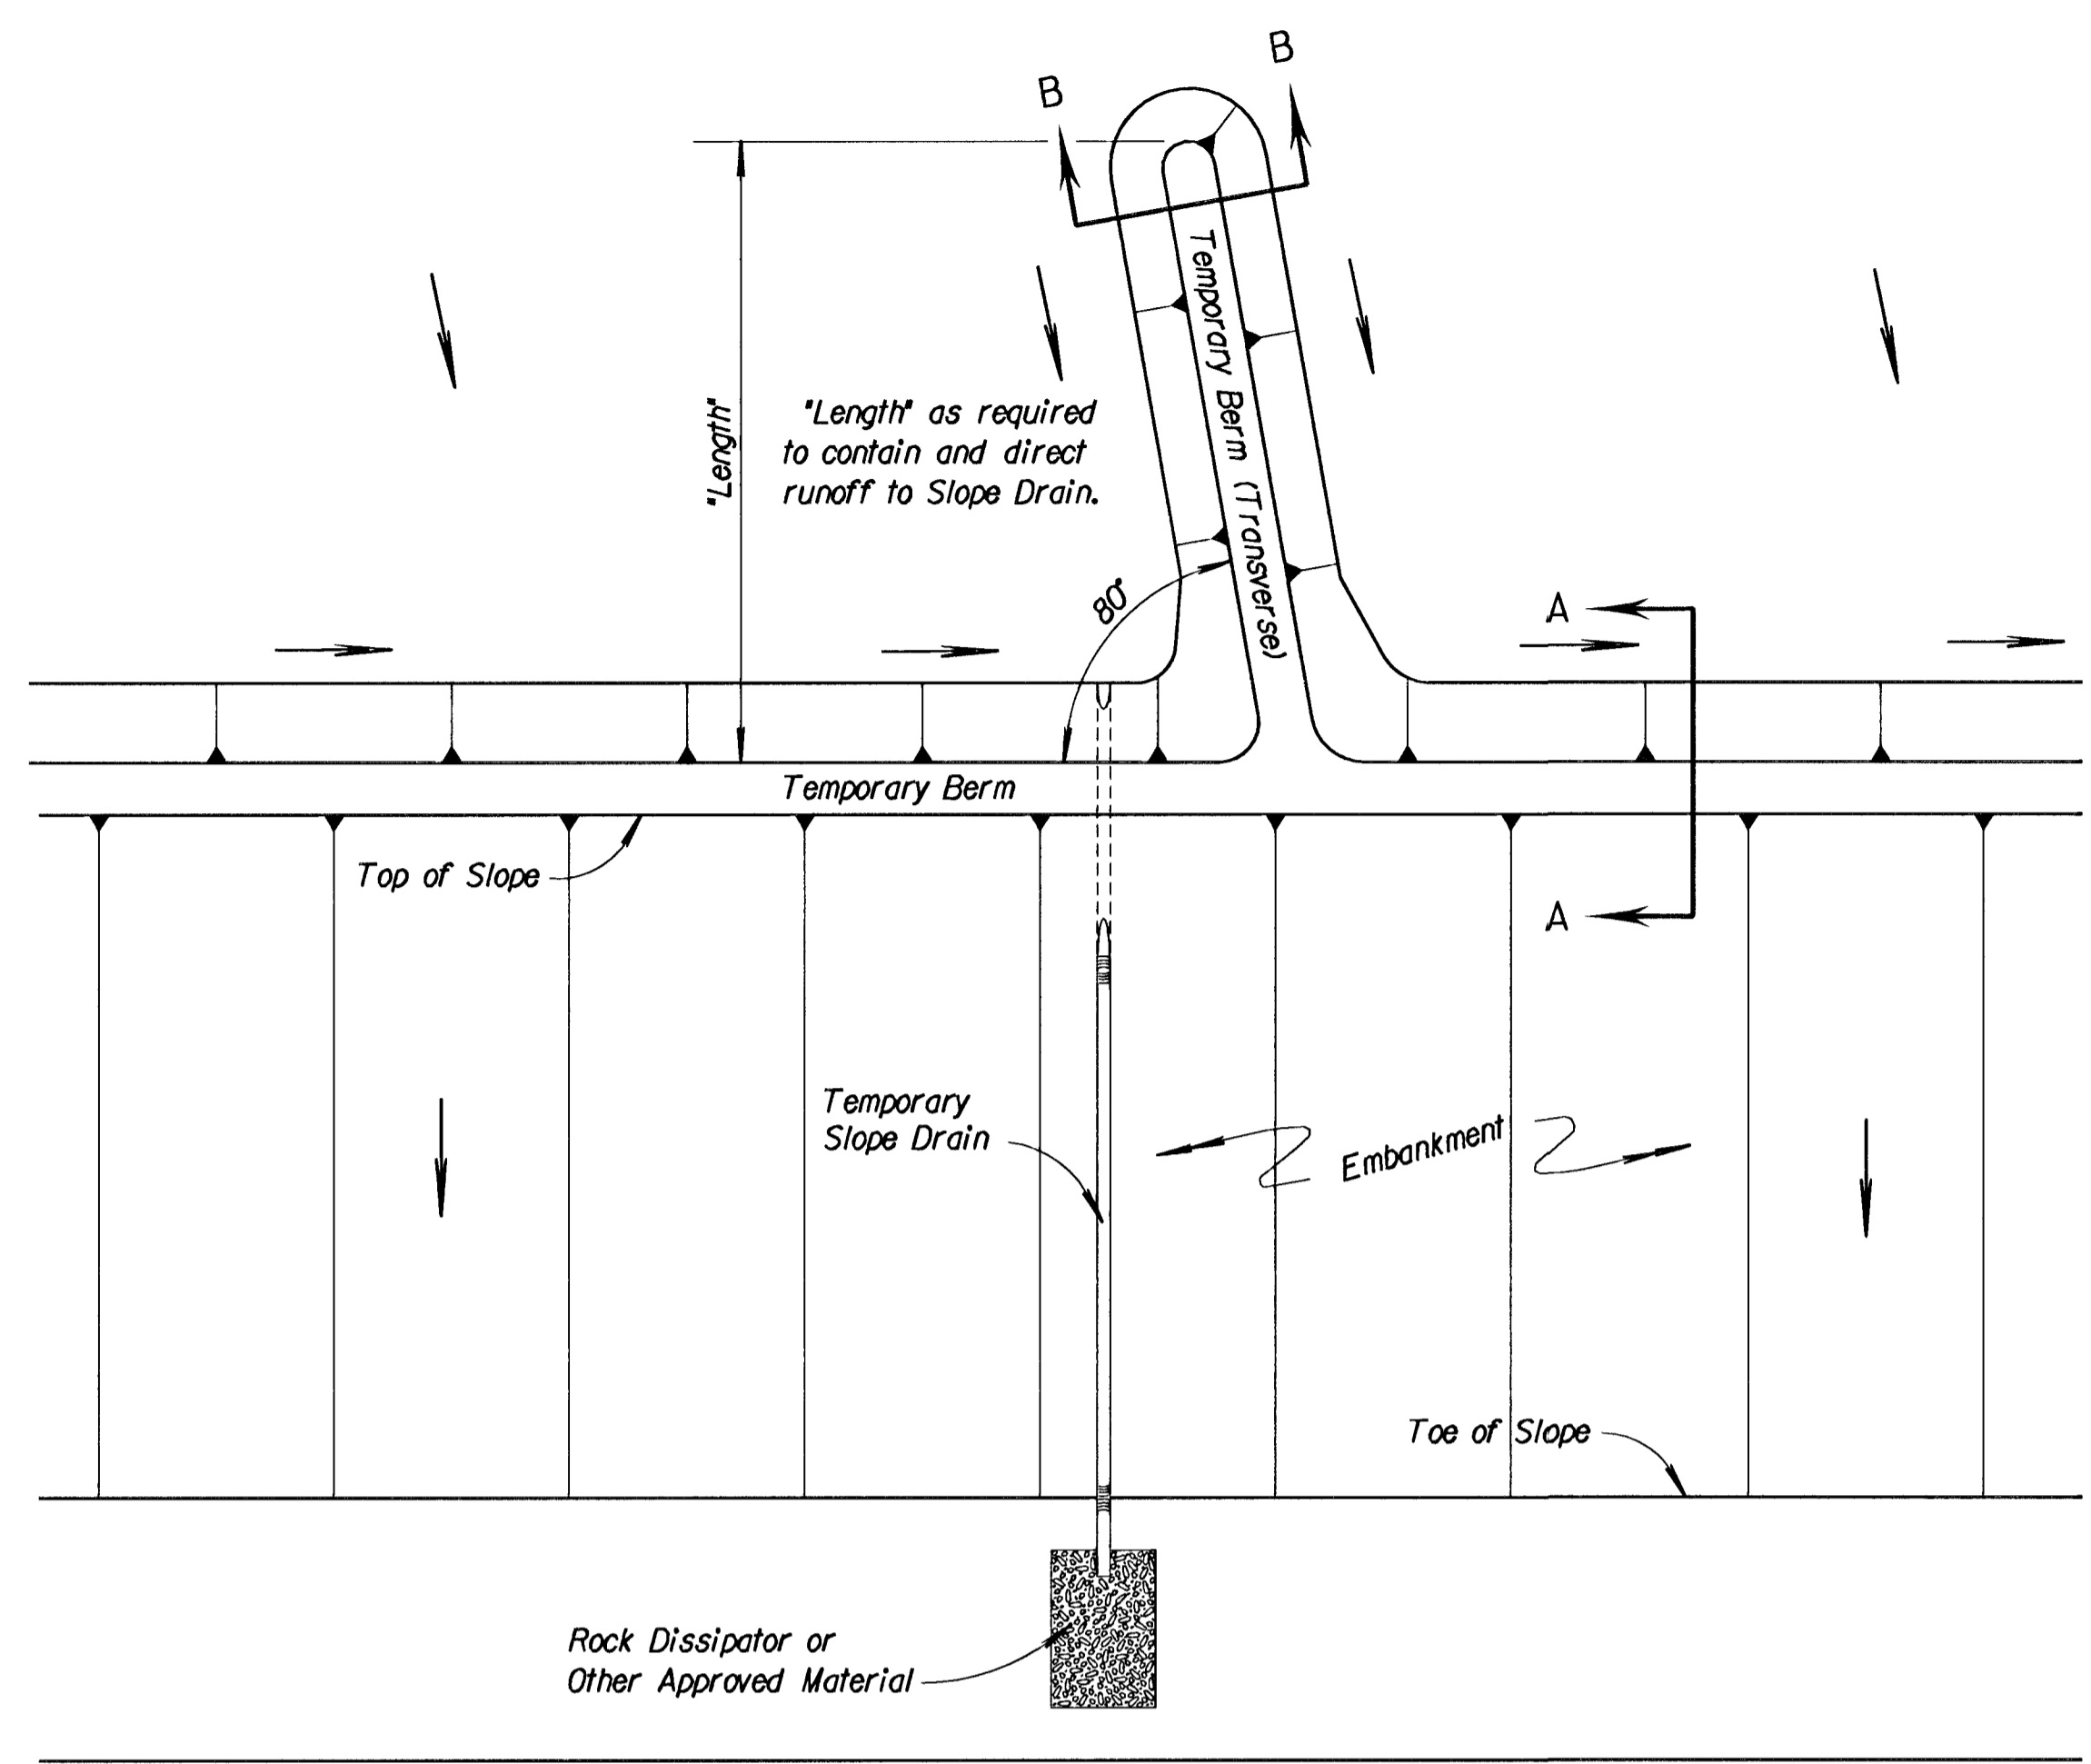 B
B
"Length"
"Length" as required
to contain and direct
runoff to Slope Drain.
Temporary Berm (Transverse)
80°
A
Temporary Berm
Top of Slope
A
Temporary
Slope Drain
Embankment
Toe of Slope
Rock Dissipator or
Other Approved Material